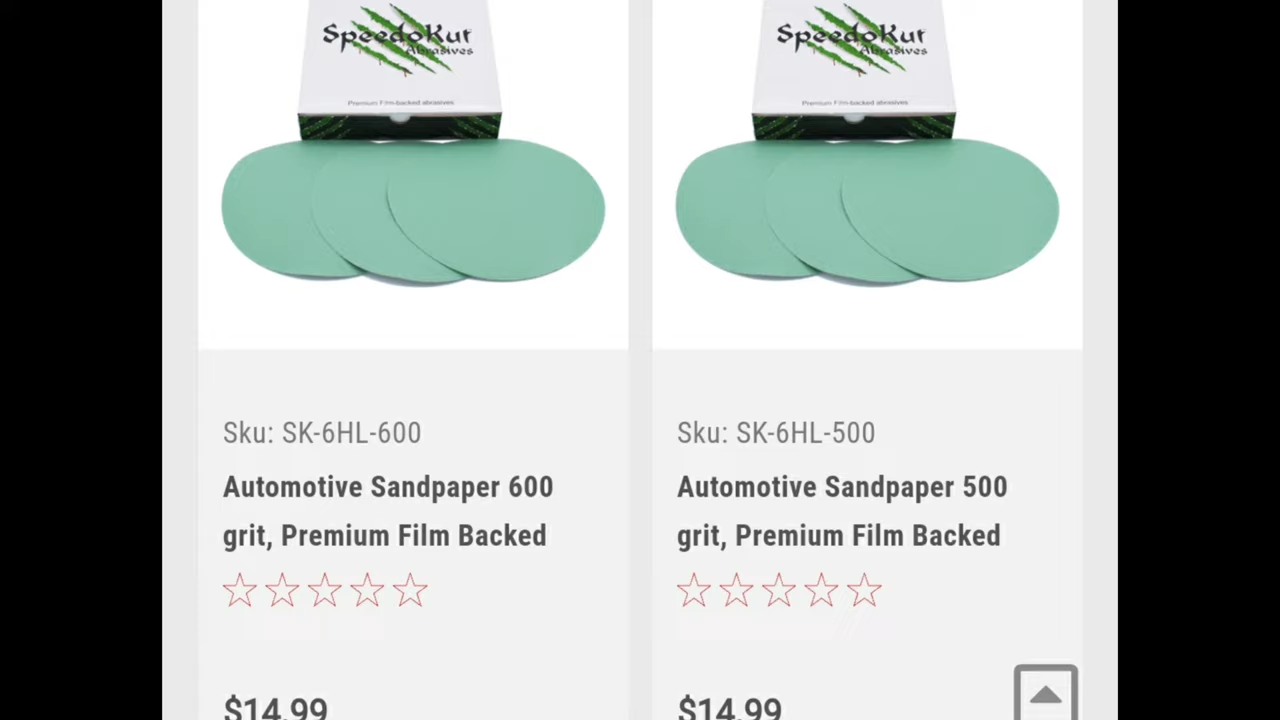 SpeedoKut
Abrasives
Premium Film-backed abrasives
Sku: SK-6HL-600
Automotive Sandpaper 600
grit, Premium Film Backed
$14.99
SpeedoKut
Abrasives
Premium Film-backed abrasives
Sku: SK-6HL-500
Automotive Sandpaper 500
grit, Premium Film Backed
$14.99